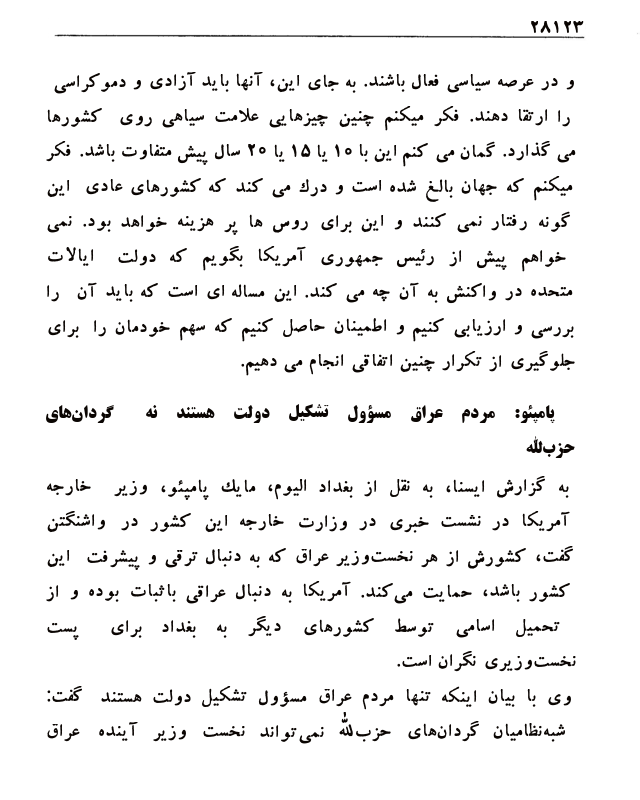 ۲۸۱۲۳
و در عرصه سیاسی فعال باشند. به جای این، آنها باید آزادی و دموکراسی
را ارتقا دهند. فکر میکنم چنین چیزهایی علامت سیاهی روی کشورها
می گذارد. گمان می کنم این با ۱۰ یا ۱۵ یا ۲۰ سال پیش متفاوت باشد. فکر
میکنم که جهان بالغ شده است و درك می کند که کشورهای عادی این
گونه رفتار نمی کنند و این برای روس ها پر هزینه خواهد بود. نمی
خواهم پیش از رئیس جمهوری آمریکا بگویم که دولت ایالات
متحده در واکنش به آن چه می کند. این مساله ای است که باید آن را
بررسی و ارزیابی کنیم و اطمینان حاصل کنیم که سهم خودمان را برای
جلوگیری از تکرار چنین اتفاقی انجام می دهیم.
پامپئو: مردم عراق مسؤول تشکیل دولت هستند نه گردان‌های
حزب‌الله
به گزارش ایسنا، به نقل از بغداد الیوم، مایك پامپئو، وزیر خارجه
آمریکا در نشست خبری در وزارت خارجه این کشور در واشنگتن
گفت، کشورش از هر نخست‌وزیر عراق که به دنبال ترقی و پیشرفت این
کشور باشد، حمایت می‌کند. آمریکا به دنبال عراقی باثبات بوده و از
تحمیل اسامی توسط کشورهای دیگر به بغداد برای پست
نخست‌وزیری نگران است.
وی با بیان اینکه تنها مردم عراق مسؤول تشکیل دولت هستند گفت:
شبه‌نظامیان گردان‌های حزب‌الله نمی‌تواند نخست وزیر آینده عراق